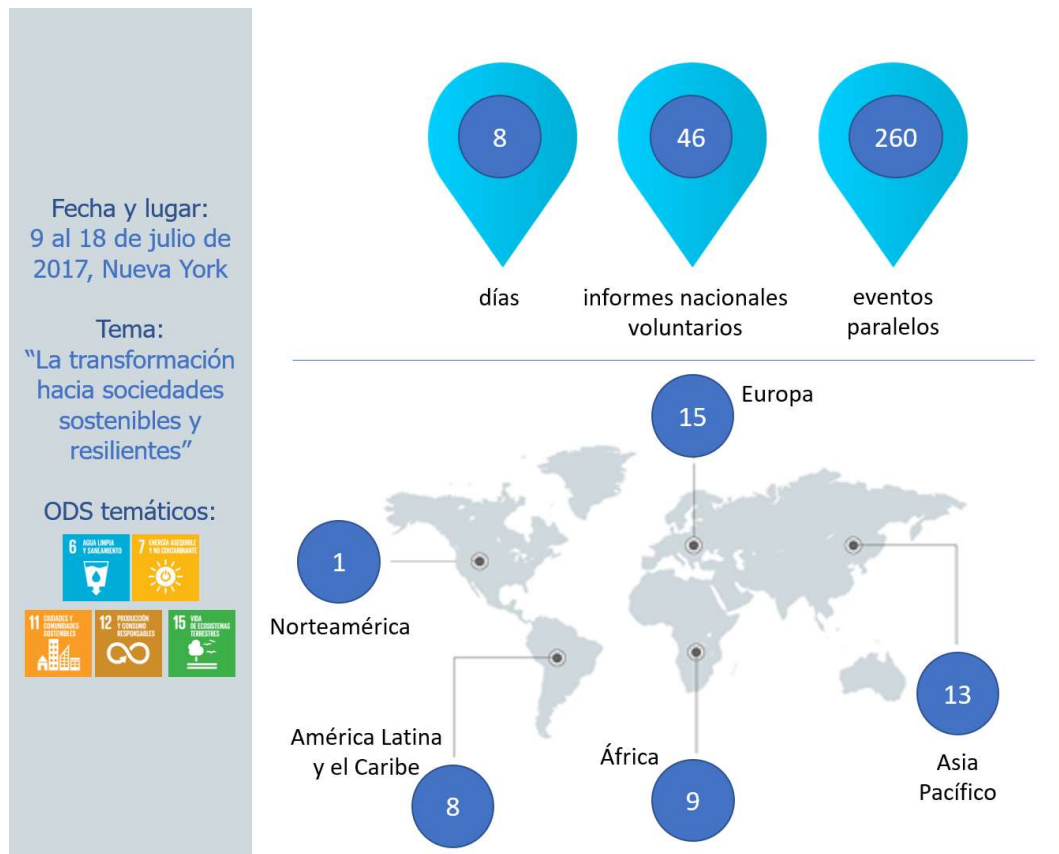 Fecha y lugar:
9 al 18 de julio de
2017, Nueva York
Tema:
“La transformación
hacia sociedades
sostenibles y
resilientes”
ODS temáticos:
6 AGUA LIMPIA
Y SANEAMIENTO
7 ENERGÍA ASEQUIBLE
Y NO CONTAMINANTE
11 CIUDADES Y
COMUNIDADES
SOSTENIBLES
12 PRODUCCIÓN
Y CONSUMO
RESPONSABLES
15 VIDA
DE ECOSISTEMAS
TERRESTRES
8
días
46
informes nacionales
voluntarios
260
eventos
paralelos
15
Europa
1
Norteamérica
13
Asia
Pacífico
América Latina
y el Caribe
8
África
9